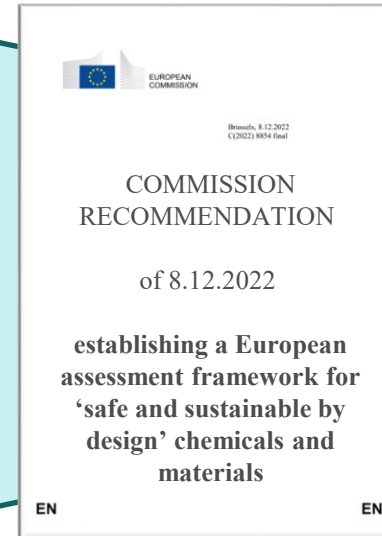 EUROPEAN
COMMISSION
Brussels, 8.12.2022
C(2022) 8854 final
COMMISSION
RECOMMENDATION
of 8.12.2022
establishing a European
assessment framework for
‘safe and sustainable by
design’ chemicals and
materials
EN EN